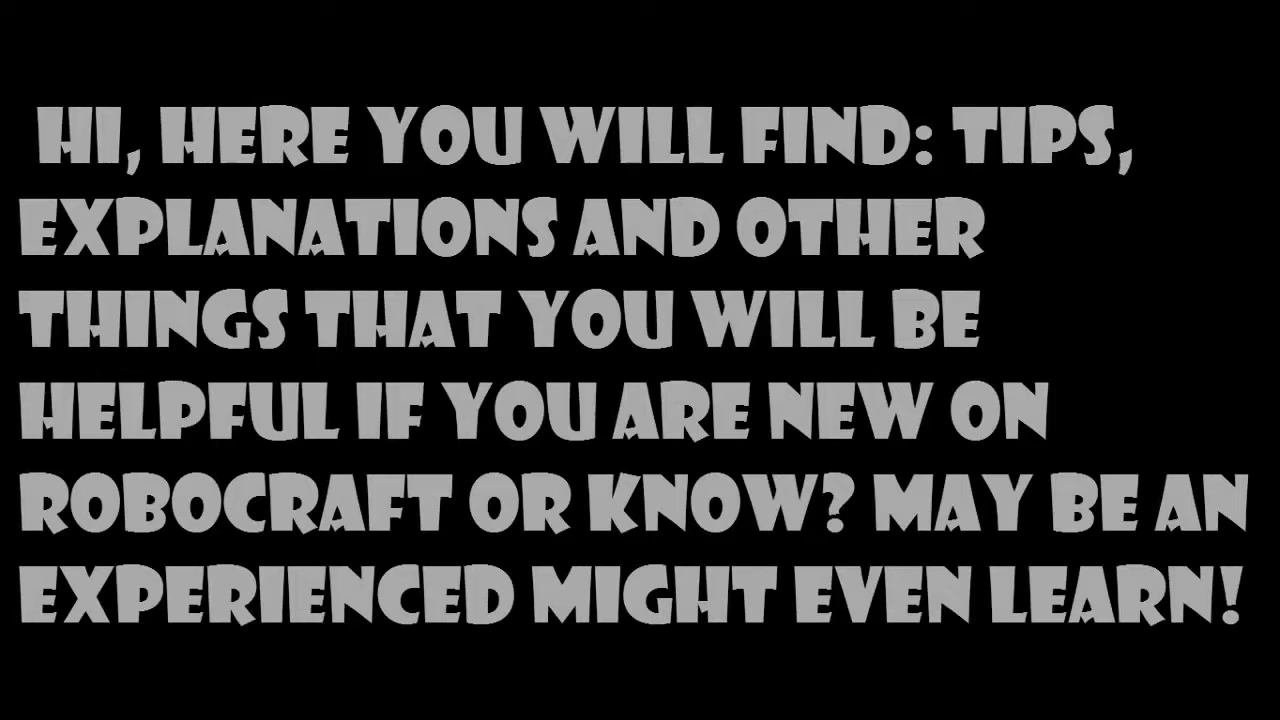 HI, HERE YOU WILL FIND: TIPS,
EXPLANATIONS AND OTHER
THINGS THAT YOU WILL BE
HELPFUL IF YOU ARE NEW ON
ROBOCRAFT OR KNOW? MAY BE AN
EXPERIENCED MIGHT EVEN LEARN!